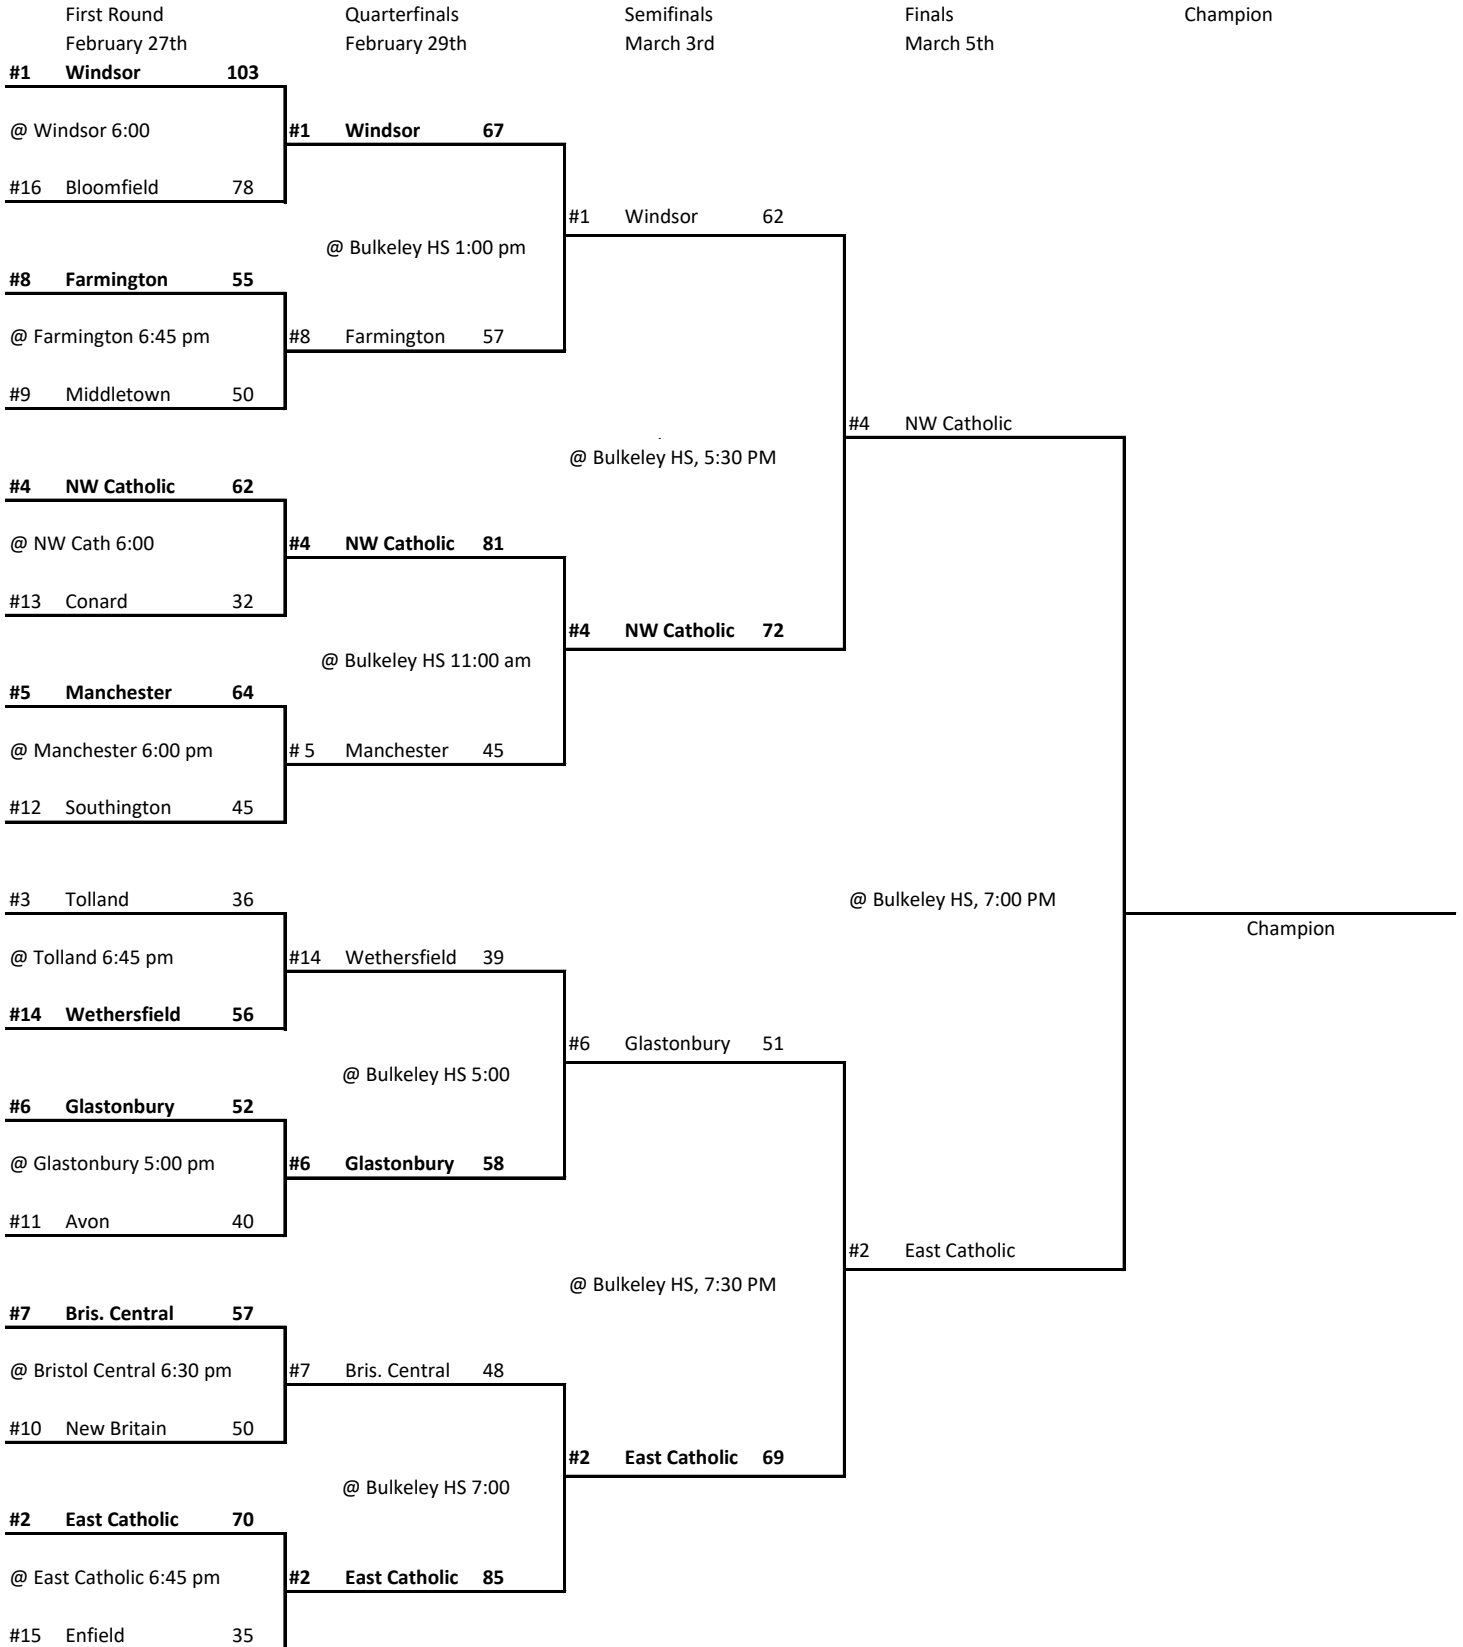 First Round Quarterfinals Semifinals Finals Champion
February 27th February 29th March 3rd March 5th
#1 Windsor 103
@ Windsor 6:00 #1 Windsor 67
#16 Bloomfield 78
#1 Windsor 62
@ Bulkeley HS 1:00 pm
#8 Farmington 55
@ Farmington 6:45 pm #8 Farmington 57
#9 Middletown 50
#4 NW Catholic
@ Bulkeley HS, 5:30 PM
#4 NW Catholic 62
@ NW Cath 6:00 #4 NW Catholic 81
#13 Conard 32
#4 NW Catholic 72
@ Bulkeley HS 11:00 am
#5 Manchester 64
@ Manchester 6:00 pm # 5 Manchester 45
#12 Southington 45
#3 Tolland 36 @ Bulkeley HS, 7:00 PM
Champion
@ Tolland 6:45 pm #14 Wethersfield 39
#14 Wethersfield 56
#6 Glastonbury 51
@ Bulkeley HS 5:00
#6 Glastonbury 52
@ Glastonbury 5:00 pm #6 Glastonbury 58
#11 Avon 40
#2 East Catholic
@ Bulkeley HS, 7:30 PM
#7 Bris. Central 57
@ Bristol Central 6:30 pm #7 Bris. Central 48
#10 New Britain 50
#2 East Catholic 69
@ Bulkeley HS 7:00
#2 East Catholic 70
@ East Catholic 6:45 pm #2 East Catholic 85
#15 Enfield 35